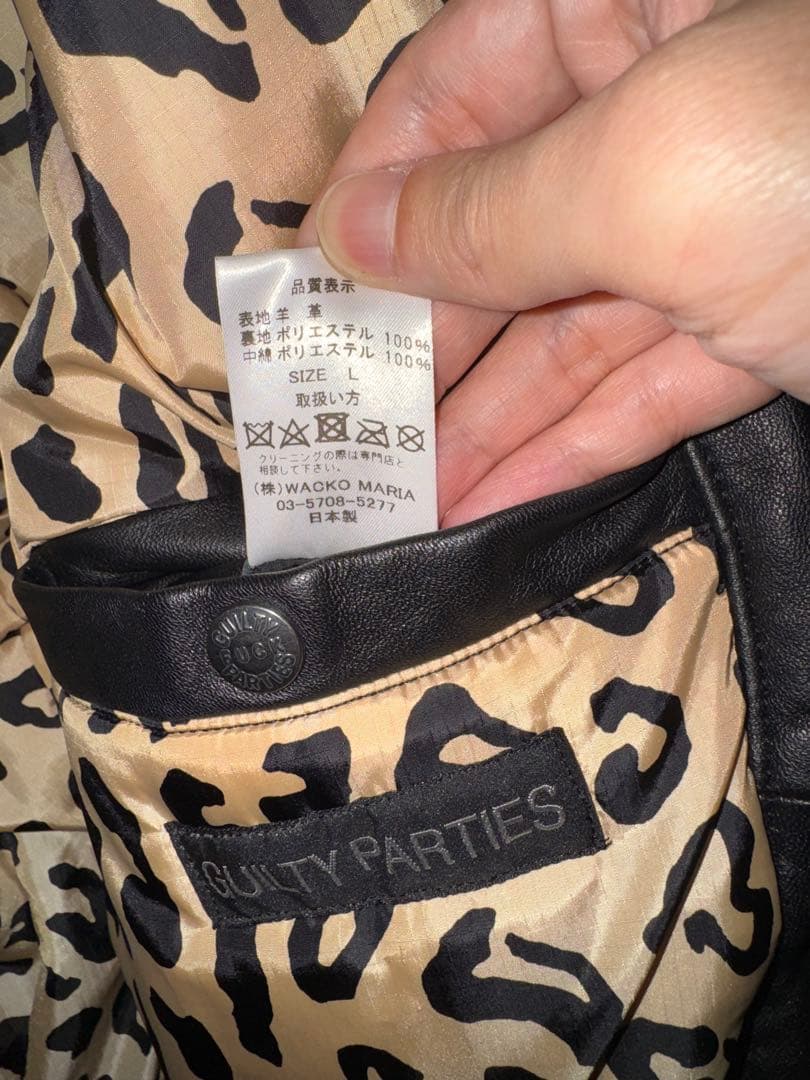 品質表示
表地 羊 革
裏地 ポリエステル 100%
中綿 ポリエステル 100%
SIZE L
取扱い方
クリーニングの際は専門店と
相談して下さい。
(株)WACKO MARIA
03-5708-5277
日本製
GUILTY
PARTIES
GUILTY PARTIES